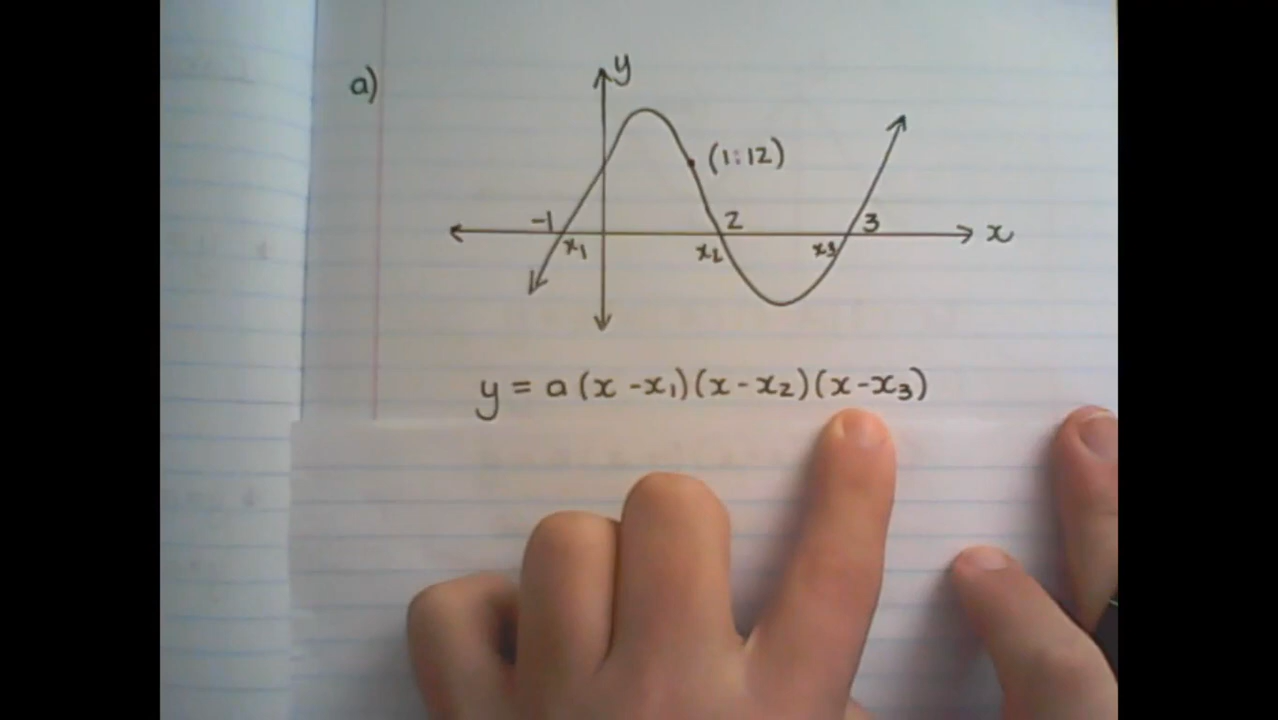 a)
y
(1:12)
-1 2 3 x
x₁ x₂ x₃
y = a(x -x₁)(x - x₂)(x -x₃)